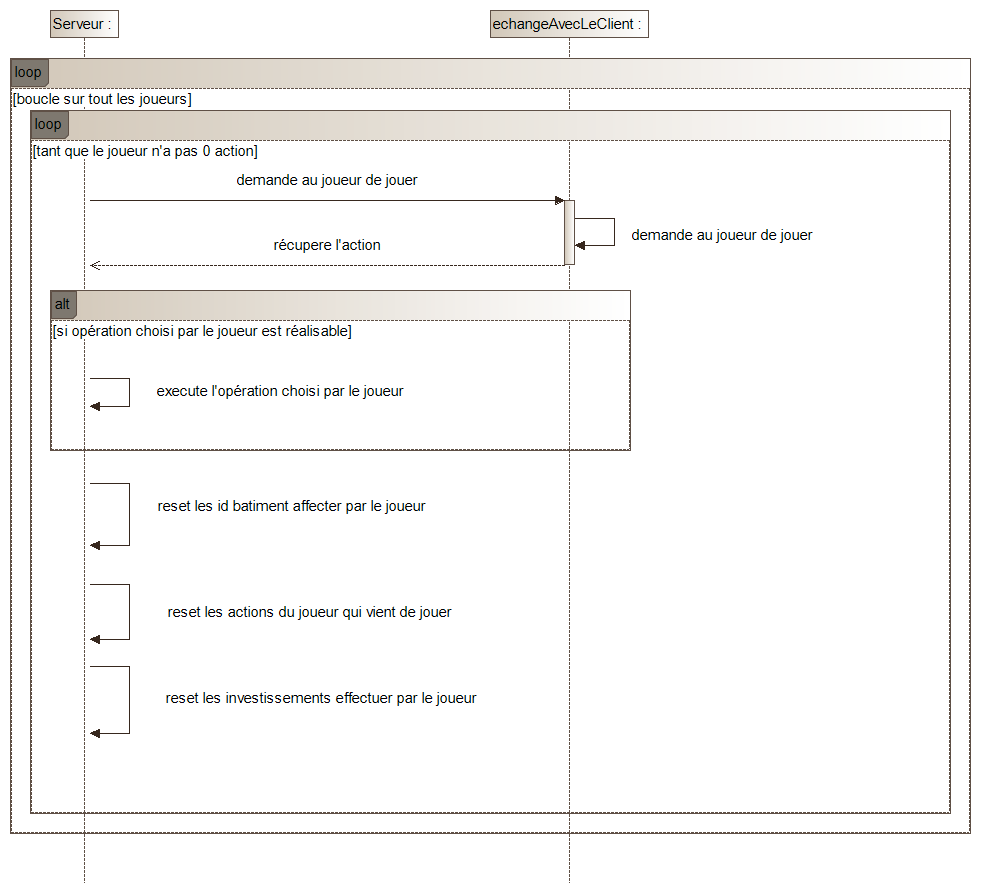 Serveur :
echangeAvecLeClient :
loop
[boucle sur tout les joueurs]
loop
[tant que le joueur n'a pas 0 action]
demande au joueur de jouer
demande au joueur de jouer
récupere l'action
alt
[si opération choisi par le joueur est réalisable]
execute l'opération choisi par le joueur
reset les id batiment affecter par le joueur
reset les actions du joueur qui vient de jouer
reset les investissements effectuer par le joueur